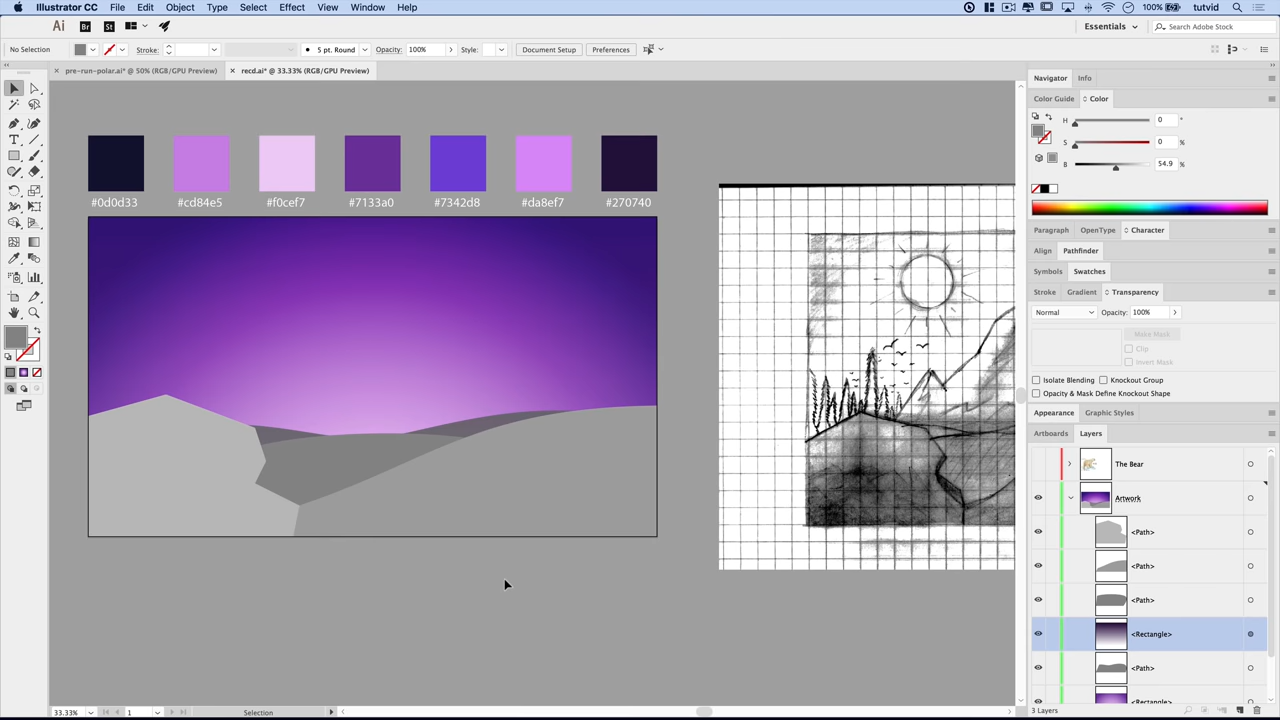 Illustrator CC File Edit Object Type Select Effect View Window Help 100% tutvid
Ai Br St Essentials Search Adobe Stock
No Selection Stroke: 5 pt. Round Opacity: 100% Style: Document Setup Preferences
× pre-run-polar.ai* @ 50% (RGB/GPU Preview) × recd.ai* @ 33.33% (RGB/GPU Preview)
#0d0d33 #cd84e5 #f0cef7 #7133a0 #7342d8 #da8ef7 #270740
33.33% 1 Selection
Navigator Info
Color Guide Color
H 0 °
S 0 %
B 54.9 %
Paragraph OpenType Character
Align Pathfinder
Symbols Swatches
Stroke Gradient Transparency
Normal Opacity: 100%
Make Mask
Clip
Invert Mask
Isolate Blending Knockout Group
Opacity & Mask Define Knockout Shape
Appearance Graphic Styles
Artboards Layers
The Bear
Artwork
<Path>
<Path>
<Path>
<Rectangle>
<Path>
<Rectangle>
3 Layers